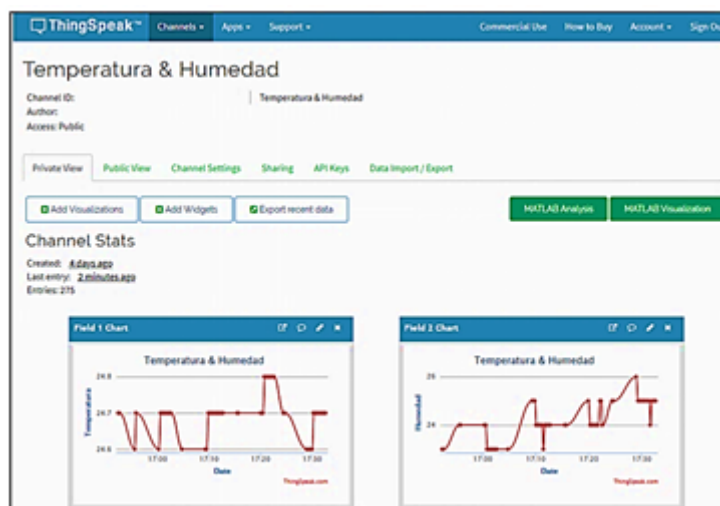 ThingSpeak™ Channels Apps Support Commercial Use How to Buy Account Sign Ou
Temperatura & Humedad
Channel ID: Temperatura & Humedad
Author:
Access: Public
Private View Public View Channel Settings Sharing API Keys Data Import / Export
Add Visualizations Add Widgets Export recent data MATLAB Analysis MATLAB Visualization
Channel Stats
Created: 4 days ago
Last entry: 2 minutes ago
Entries: 275
Field 1 Chart Field 2 Chart
Temperatura & Humedad Temperatura & Humedad
24.8 26
Temperatura Humedad
24.7 24
24.6
17:00 17:10 17:20 17:30 17:00 17:10 17:20 17:30
Date Date
ThingSpeak.com ThingSpeak.com